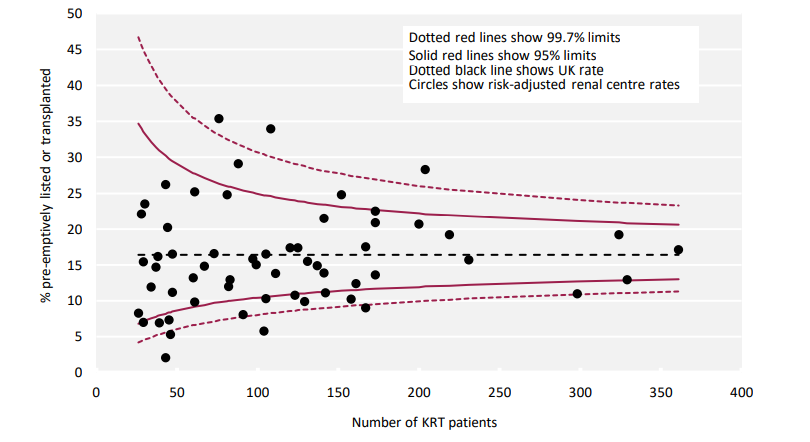 50
45
40
35
30
25
20
15
10
5
0
% pre-emptively listed or transplanted
Dotted red lines show 99.7% limits
Solid red lines show 95% limits
Dotted black line shows UK rate
Circles show risk-adjusted renal centre rates
0 50 100 150 200 250 300 350 400
Number of KRT patients